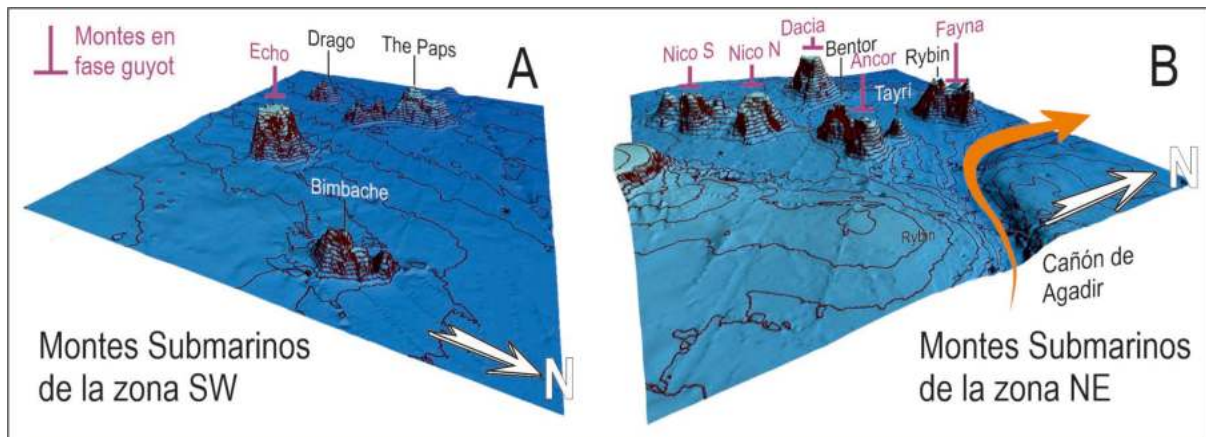 Montes en
fase guyot
Echo
Drago
The Paps
A
Bimbache
Montes Submarinos
de la zona SW
N
Nico S
Nico N
Dacia
Bentor
Ancor
Tayrí
Rybin
Fayna
B
N
Rybin
Cañón de
Agadir
Montes Submarinos
de la zona NE